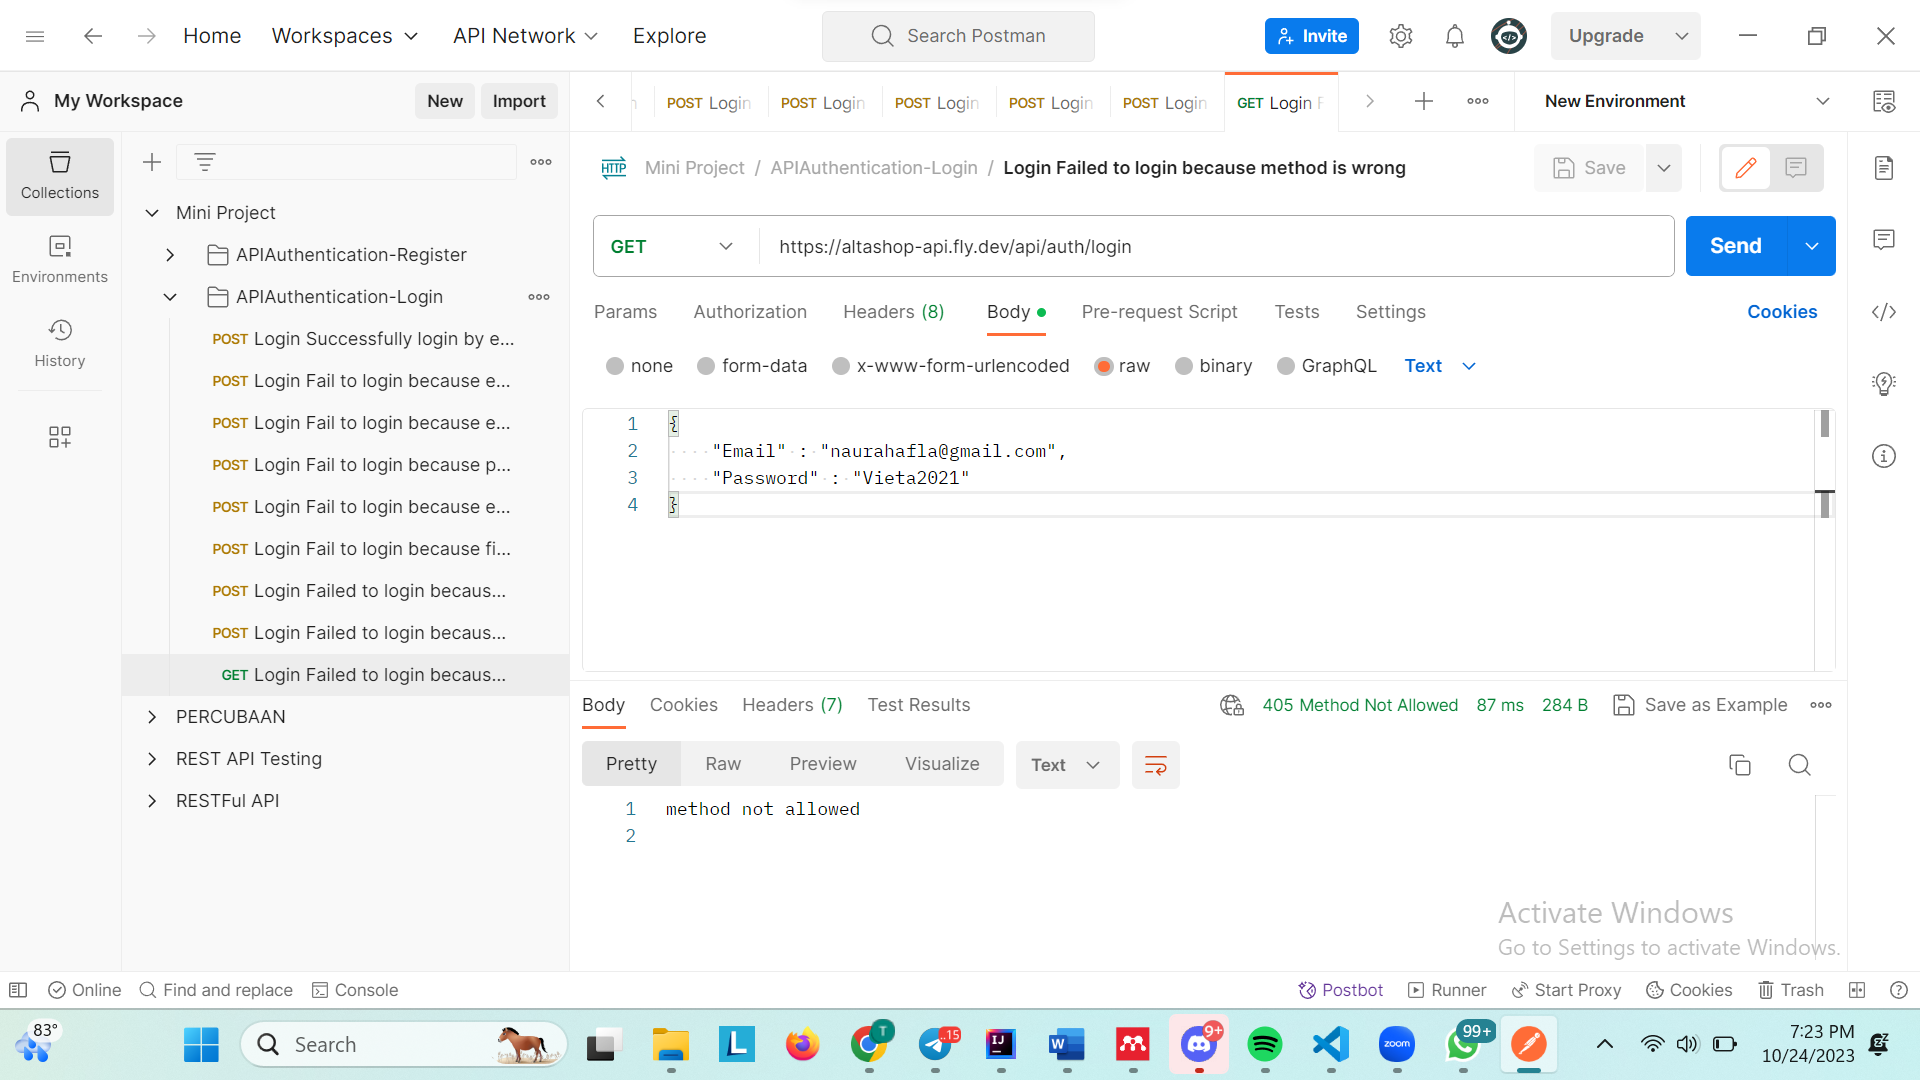 Home
Workspaces
API Network
Explore
Search Postman
Invite
Upgrade
My Workspace
New
Import
POST Login
POST Login
POST Login
POST Login
POST Login
GET Login F
New Environment
Collections
Environments
History
Mini Project
APIAuthentication-Register
APIAuthentication-Login
POST Login Successfully login by e...
POST Login Fail to login because e...
POST Login Fail to login because e...
POST Login Fail to login because p...
POST Login Fail to login because e...
POST Login Fail to login because fi...
POST Login Failed to login becaus...
POST Login Failed to login becaus...
GET Login Failed to login becaus...
PERCUBAAN
REST API Testing
RESTFul API
HTTP Mini Project / APIAuthentication-Login / Login Failed to login because method is wrong
Save
GET https://altashop-api.fly.dev/api/auth/login
Send
Params Authorization Headers (8) Body Pre-request Script Tests Settings
Cookies
none form-data x-www-form-urlencoded raw binary GraphQL Text
1 {
2 "Email" : "naurahafla@gmail.com",
3 "Password" : "Vieta2021"
4 }
Body Cookies Headers (7) Test Results
405 Method Not Allowed 87 ms 284 B Save as Example
Pretty Raw Preview Visualize Text
1 method not allowed
2
Activate Windows
Go to Settings to activate Windows.
Online Find and replace Console
Postbot Runner Start Proxy Cookies Trash
83°
Search
L
T
15
IJ
W
9+
zoom
99+
7:23 PM
10/24/2023